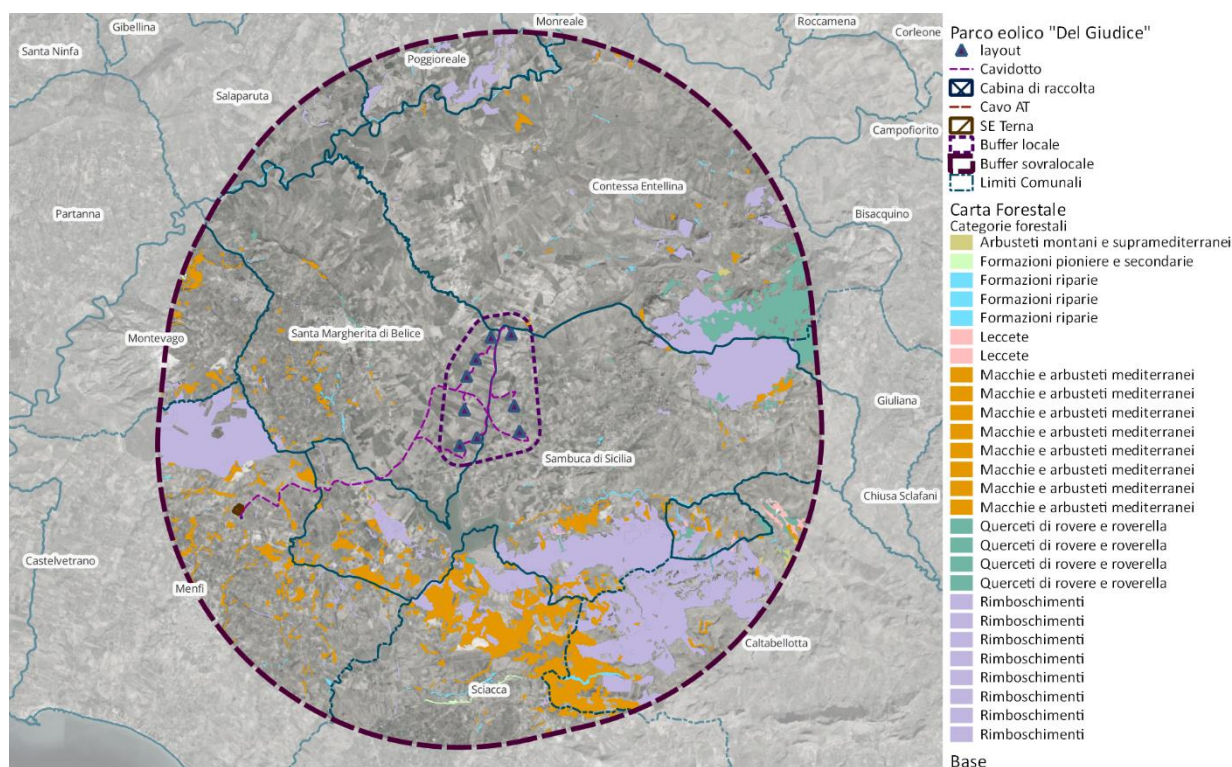 Monreale
Roccamena
Gibellina
Corleone
Santa Ninfa
Poggioreale
Salaparuta
Campofiorito
Contessa Entellina
Partanna
Bisacquino
Santa Margherita di Belice
Montevago
Giuliana
Sambuca di Sicilia
Chiusa Sclafani
Castelvetrano
Menfi
Caltabellotta
Sciacca
Parco eolico "Del Giudice"
layout
Cavidotto
Cabina di raccolta
Cavo AT
SE Terna
Buffer locale
Buffer sovralocale
Limiti Comunali
Carta Forestale
Categorie forestali
Arbusteti montani e supramediterranei
Formazioni pioniere e secondarie
Formazioni riparie
Formazioni riparie
Formazioni riparie
Leccete
Leccete
Macchie e arbusteti mediterranei
Macchie e arbusteti mediterranei
Macchie e arbusteti mediterranei
Macchie e arbusteti mediterranei
Macchie e arbusteti mediterranei
Macchie e arbusteti mediterranei
Macchie e arbusteti mediterranei
Macchie e arbusteti mediterranei
Querceti di rovere e roverella
Querceti di rovere e roverella
Querceti di rovere e roverella
Querceti di rovere e roverella
Rimboschimenti
Rimboschimenti
Rimboschimenti
Rimboschimenti
Rimboschimenti
Rimboschimenti
Rimboschimenti
Rimboschimenti
Base